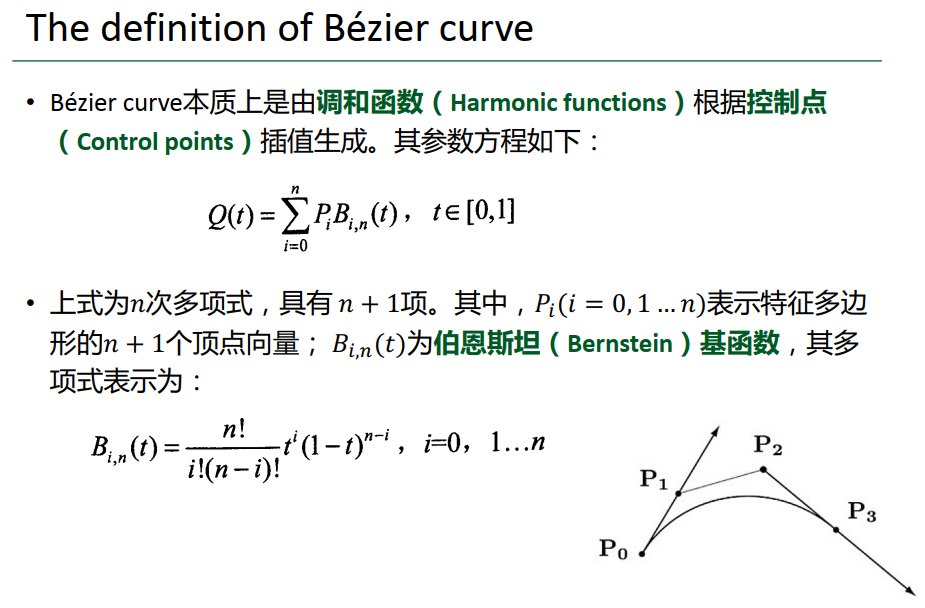 The definition of Bézier curve
• Bézier curve本质上是由调和函数（Harmonic functions）根据控制点
（Control points）插值生成。其参数方程如下：
Q(t) = \sum_{i=0}^{n} P_i B_{i,n}(t)， t∈[0,1]
• 上式为n次多项式，具有 n + 1项。其中，P_i(i = 0, 1 … n)表示特征多边
形的n + 1个顶点向量；B_{i,n}(t)为伯恩斯坦（Bernstein）基函数，其多
项式表示为：
B_{i,n}(t) = \frac{n!}{i!(n-i)!} t^i (1-t)^{n-i}， i=0， 1…n
P_2
P_1
P_3
P_0